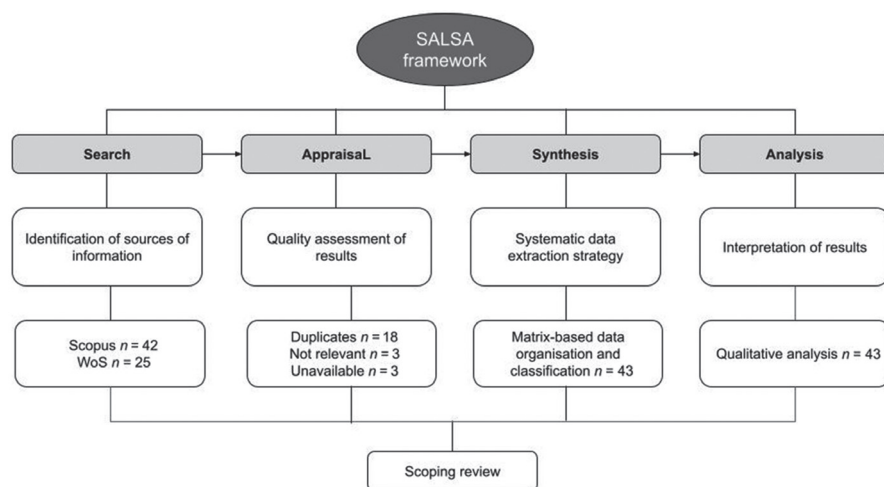 SALSA
framework
Search
AppraisaL
Synthesis
Analysis
Identification of sources of
information
Quality assessment of
results
Systematic data
extraction strategy
Interpretation of results
Scopus n = 42
WoS n = 25
Duplicates n = 18
Not relevant n = 3
Unavailable n = 3
Matrix-based data
organisation and
classification n = 43
Qualitative analysis n = 43
Scoping review